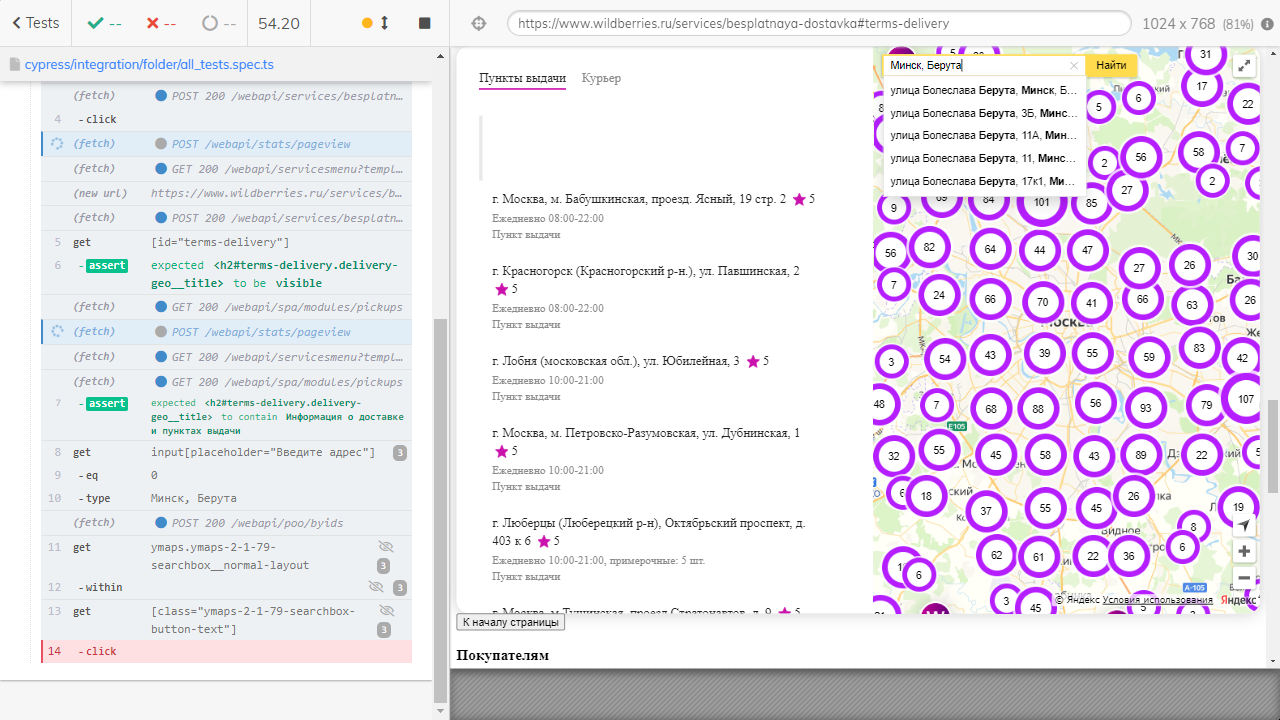 Tests
--
--
--
54.20
https://www.wildberries.ru/services/besplatnaya-dostavka#terms-delivery
1024 x 768 (81%)
cypress/integration/folder/all_tests.spec.ts
(fetch) POST 200 /webapi/services/besplatn…
4 -click
(fetch) POST /webapi/stats/pageview
(fetch) GET 200 /webapi/servicesmenu?templ…
(new url) https://www.wildberries.ru/services/b…
(fetch) POST 200 /webapi/services/besplatn…
5 get [id="terms-delivery"]
6 -assert expected <h2#terms-delivery.delivery-
geo__title> to be visible
(fetch) GET 200 /webapi/spa/modules/pickups
(fetch) POST /webapi/stats/pageview
(fetch) GET 200 /webapi/servicesmenu?templ…
(fetch) GET 200 /webapi/spa/modules/pickups
7 -assert expected <h2#terms-delivery.delivery-
geo__title> to contain Информация о доставке
и пунктах выдачи
8 get input[placeholder="Введите адрес"] 3
9 -eq 0
10 -type Минск, Берута
(fetch) POST 200 /webapi/poo/byids
11 get ymaps.ymaps-2-1-79-
searchbox__normal-layout 3
12 -within 3
13 get [class="ymaps-2-1-79-searchbox-
button-text"] 3
14 -click
Пункты выдачи Курьер
г. Москва, м. Бабушкинская, проезд. Ясный, 19 стр. 2 5
Ежедневно 08:00-22:00
Пункт выдачи
г. Красногорск (Красногорский р-н.), ул. Павшинская, 2
5
Ежедневно 08:00-22:00
Пункт выдачи
г. Лобня (московская обл.), ул. Юбилейная, 3 5
Ежедневно 10:00-21:00
Пункт выдачи
г. Москва, м. Петровско-Разумовская, ул. Дубнинская, 1
5
Ежедневно 10:00-21:00
Пункт выдачи
г. Люберцы (Люберецкий р-н), Октябрьский проспект, д.
403 к 6 5
Ежедневно 10:00-21:00, примерочные: 5 шт.
Пункт выдачи
г. Москва, м.Тушинская, проезд Стратонавтов, д. 9 5
К началу страницы
Покупателям
Минск, Берута
Найти
улица Болеслава Берута, Минск, Б…
улица Болеслава Берута, 3Б, Минс…
улица Болеслава Берута, 11А, Мин…
улица Болеслава Берута, 11, Минс…
улица Болеслава Берута, 17к1, Ми…
31
17
5 6 22
2 56 58 7
27 2
9 69 84 101 85
56 82 64 44 47 27 26 30
7 24 66 70 41 66 63 26
Москва
3 54 43 39 55 59 83 42
48 7 68 88 56 93 79 107
E105
32 55 45 58 43 89 22
6 18 37 55 45 26 19
Видное
8
62 61 22 36 6
6
А-105
3 45 5
© Яндекс Условия использования Яндекс